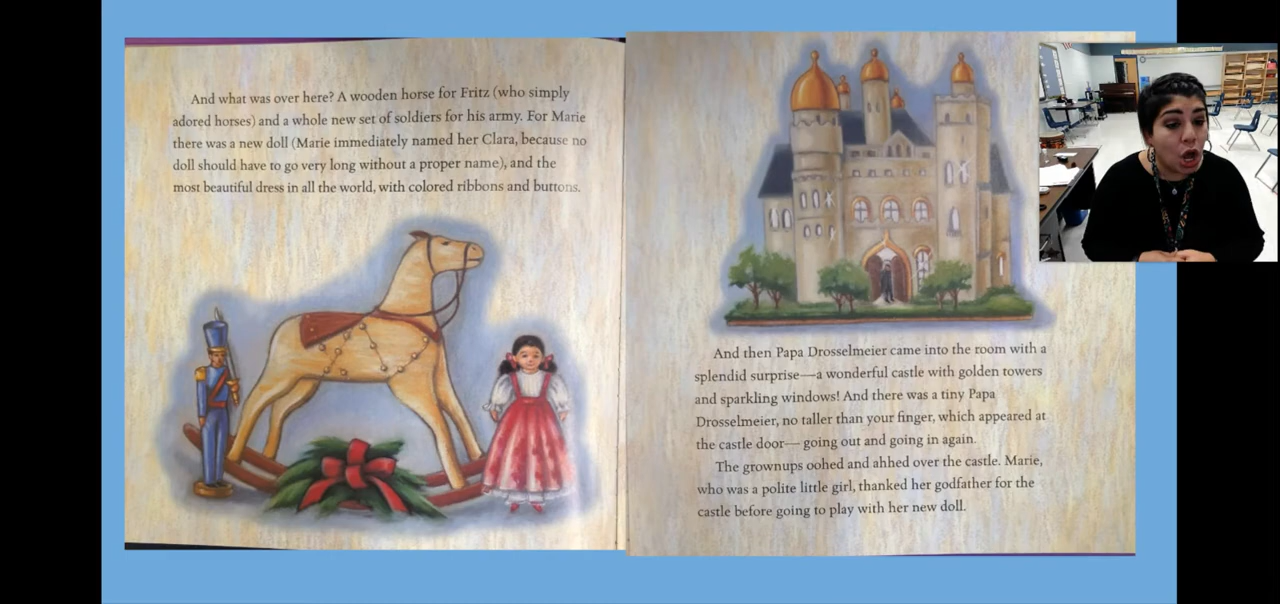 And what was over here? A wooden horse for Fritz (who simply
adored horses) and a whole new set of soldiers for his army. For Marie
there was a new doll (Marie immediately named her Clara, because no
doll should have to go very long without a proper name), and the
most beautiful dress in all the world, with colored ribbons and buttons.
And then Papa Drosselmeier came into the room with a
splendid surprise—a wonderful castle with golden towers
and sparkling windows! And there was a tiny Papa
Drosselmeier, no taller than your finger, which appeared at
the castle door— going out and going in again.
The grownups oohed and ahhed over the castle. Marie,
who was a polite little girl, thanked her godfather for the
castle before going to play with her new doll.